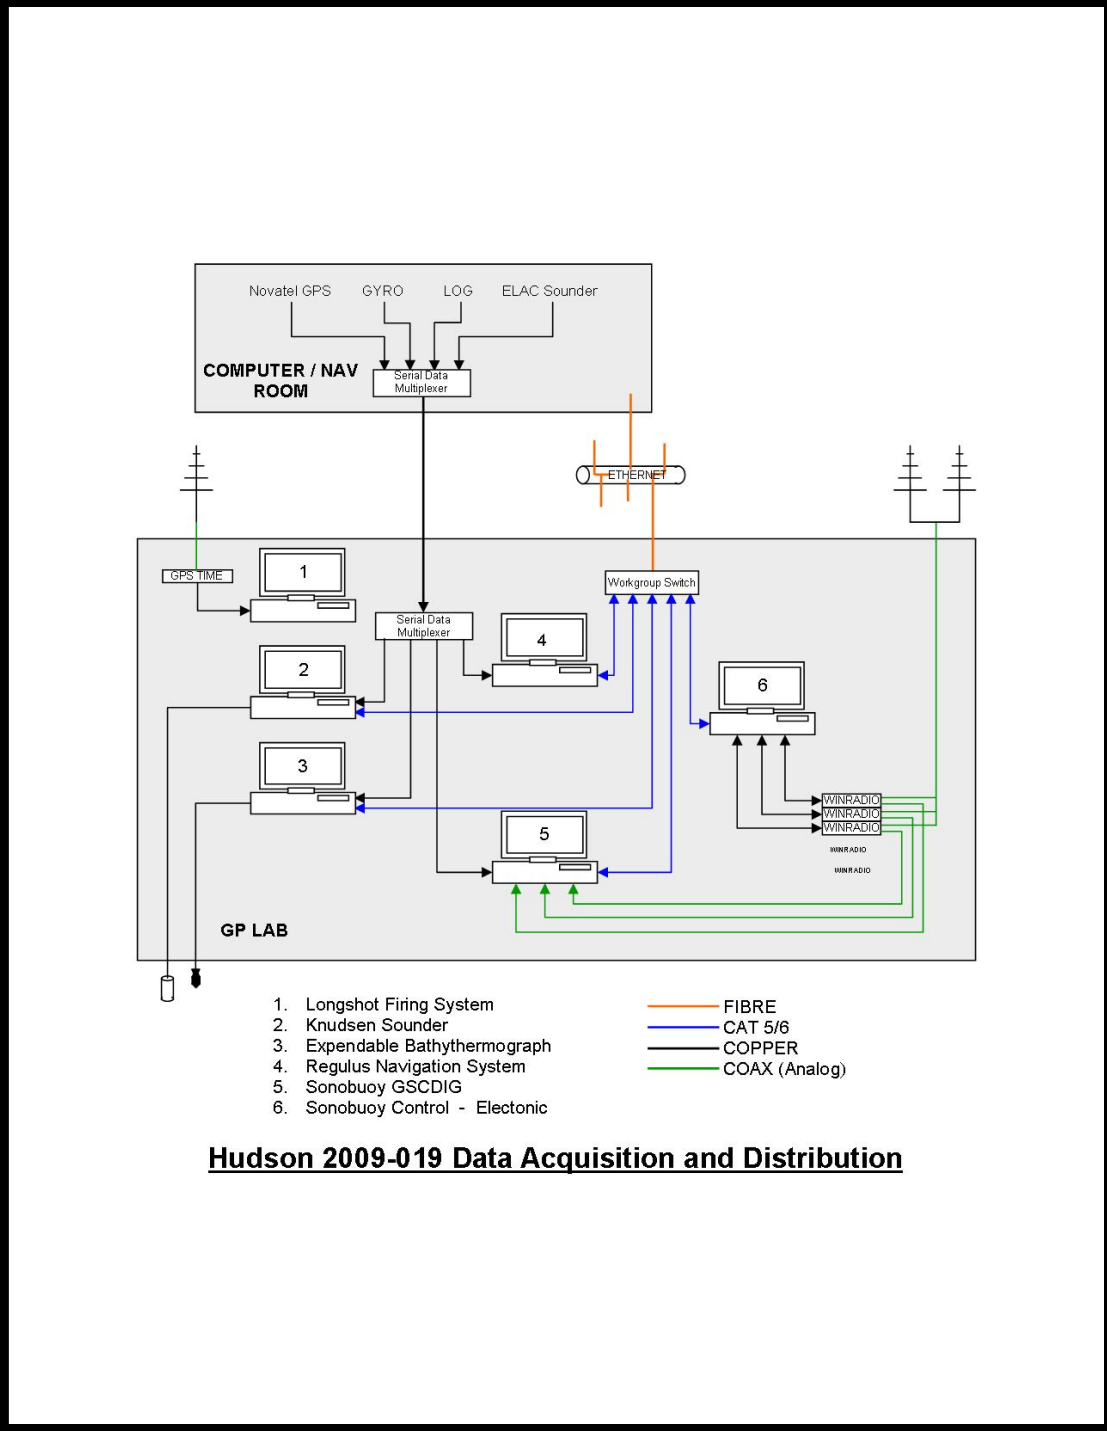 Novatel GPS GYRO LOG ELAC Sounder
COMPUTER / NAV
ROOM
Serial Data
Multiplexer
ETHERNET
GPS TIME
1
Workgroup Switch
Serial Data
Multiplexer
4
2
6
3
WINRADIO
WINRADIO
WINRADIO
5
WINRADIO
WINRADIO
GP LAB
1. Longshot Firing System
2. Knudsen Sounder
3. Expendable Bathythermograph
4. Regulus Navigation System
5. Sonobuoy GSCDIG
6. Sonobuoy Control - Electonic
FIBRE
CAT 5/6
COPPER
COAX (Analog)
Hudson 2009-019 Data Acquisition and Distribution